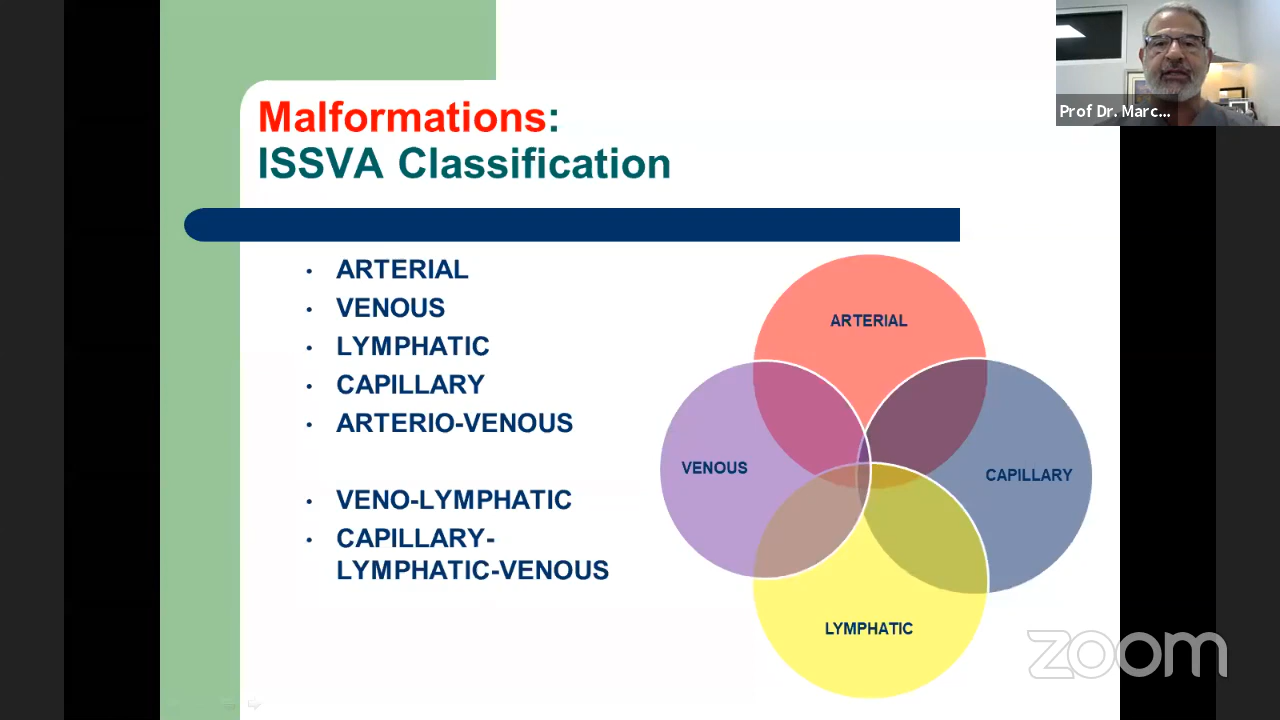 Malformations:
ISSVA Classification
Prof Dr. Marc...
• ARTERIAL
• VENOUS
• LYMPHATIC
• CAPILLARY
• ARTERIO-VENOUS
• VENO-LYMPHATIC
• CAPILLARY-
LYMPHATIC-VENOUS
ARTERIAL
VENOUS
CAPILLARY
LYMPHATIC
zoom